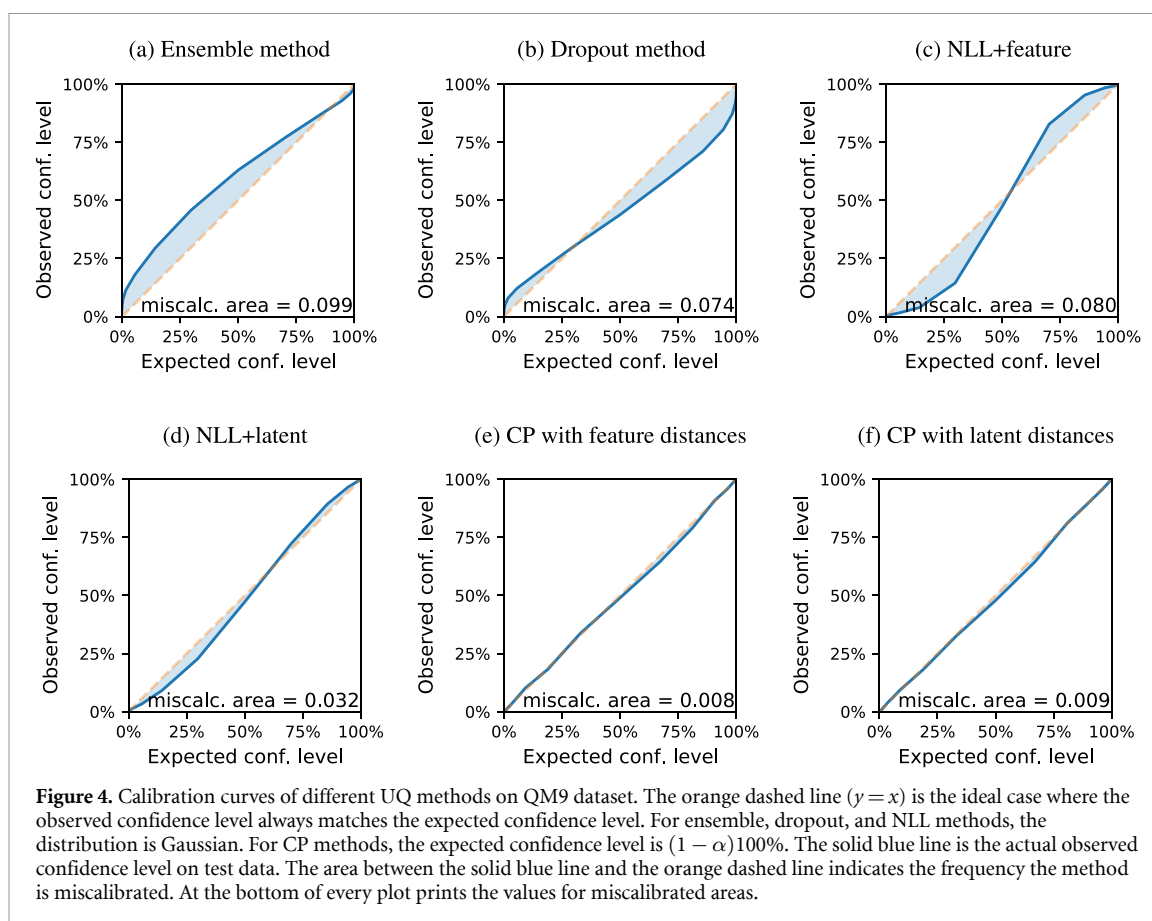 (a) Ensemble method
(b) Dropout method
(c) NLL+feature
100%
75%
50%
25%
0%
Observed conf. level
miscalc. area = 0.099
0% 25% 50% 75% 100%
Expected conf. level
100%
75%
50%
25%
0%
Observed conf. level
miscalc. area = 0.074
0% 25% 50% 75% 100%
Expected conf. level
100%
75%
50%
25%
0%
Observed conf. level
miscalc. area = 0.080
0% 25% 50% 75% 100%
Expected conf. level
(d) NLL+latent
(e) CP with feature distances
(f) CP with latent distances
100%
75%
50%
25%
0%
Observed conf. level
miscalc. area = 0.032
0% 25% 50% 75% 100%
Expected conf. level
100%
75%
50%
25%
0%
Observed conf. level
miscalc. area = 0.008
0% 25% 50% 75% 100%
Expected conf. level
100%
75%
50%
25%
0%
Observed conf. level
miscalc. area = 0.009
0% 25% 50% 75% 100%
Expected conf. level
Figure 4. Calibration curves of different UQ methods on QM9 dataset. The orange dashed line (y = x) is the ideal case where the
observed confidence level always matches the expected confidence level. For ensemble, dropout, and NLL methods, the
distribution is Gaussian. For CP methods, the expected confidence level is (1 − α)100%. The solid blue line is the actual observed
confidence level on test data. The area between the solid blue line and the orange dashed line indicates the frequency the method
is miscalibrated. At the bottom of every plot prints the values for miscalibrated areas.